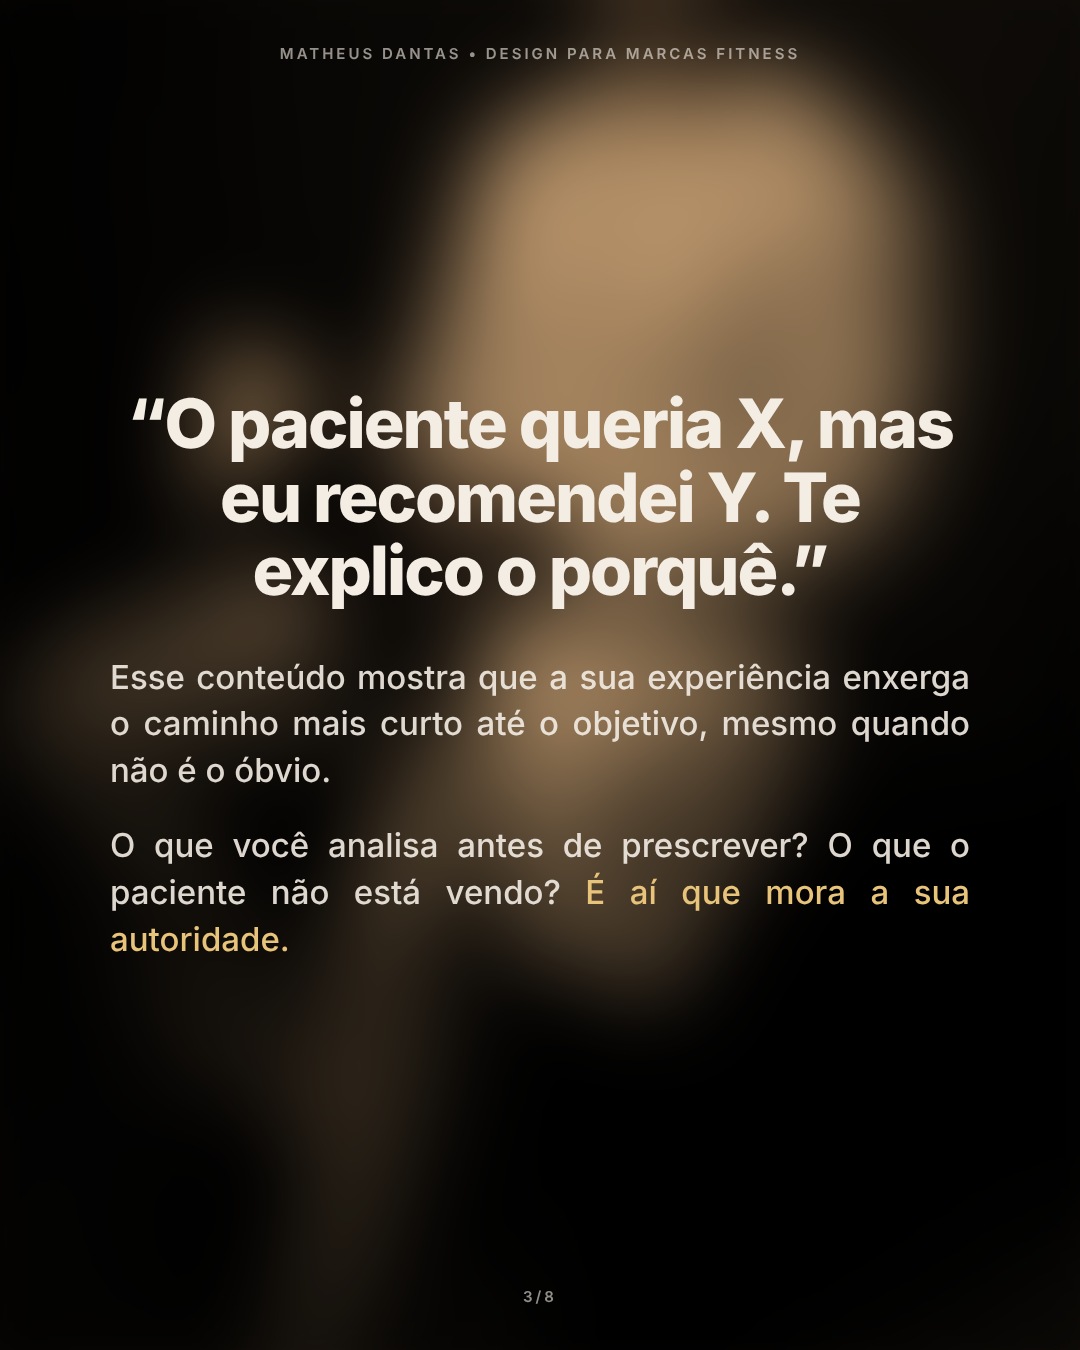 MATHEUS DANTAS • DESIGN PARA MARCAS FITNESS
“O paciente queria X, mas
eu recomendei Y. Te
explico o porquê.”
Esse conteúdo mostra que a sua experiência enxerga
o caminho mais curto até o objetivo, mesmo quando
não é o óbvio.
O que você analisa antes de prescrever? O que o
paciente não está vendo? É aí que mora a sua
autoridade.
3/8